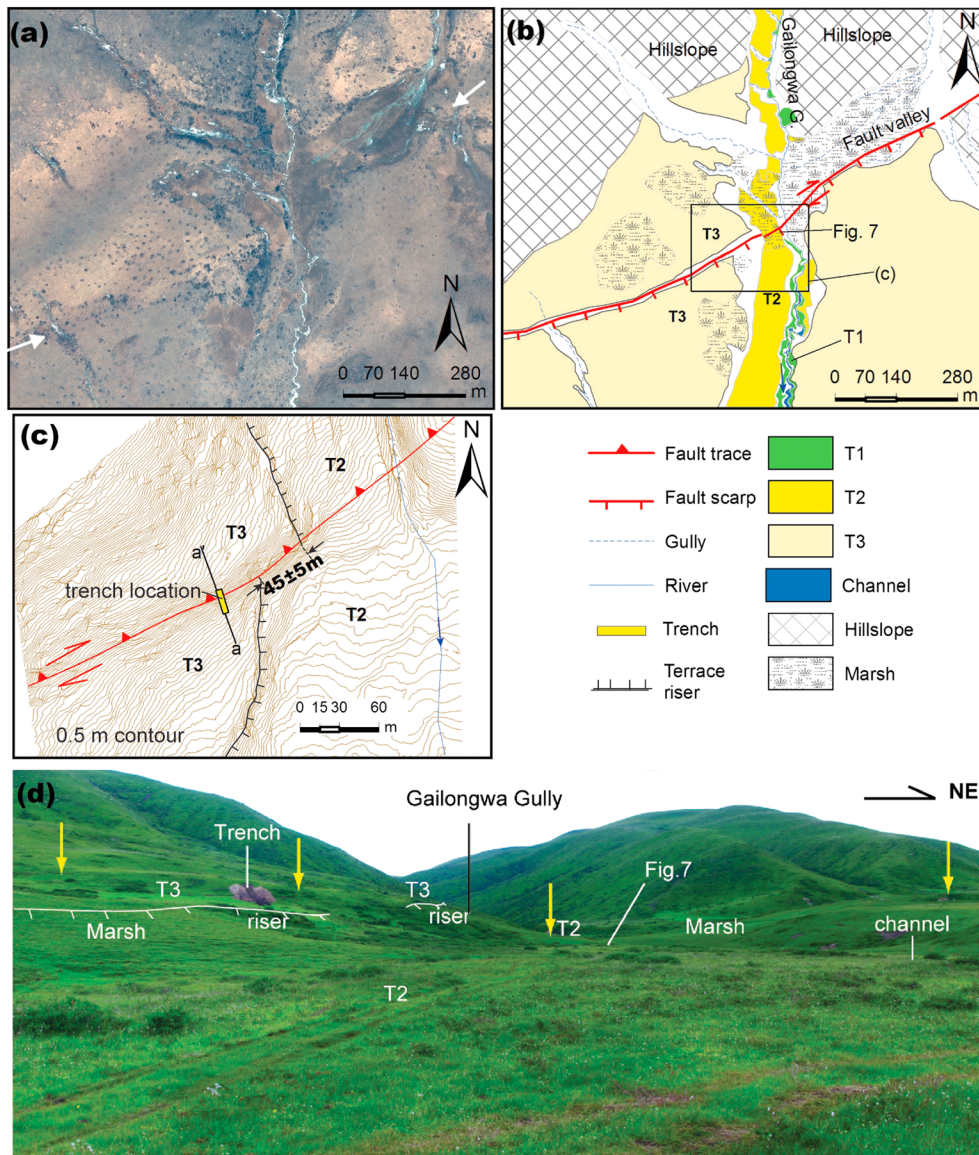 (a)
N
0 70 140 280
m
(b)
Hillslope
Gailongwa G.
Hillslope
N
Fault valley
T3
Fig. 7
(c)
T3
T2
T1
0 70 140 280
m
(c)
N
T2
T3
a'
45±5m
trench location
T2
T3
a
0 15 30 60
m
0.5 m contour
Fault trace
Fault scarp
Gully
River
Trench
Terrace
riser
T1
T2
T3
Channel
Hillslope
Marsh
(d)
Gailongwa Gully
NE
Trench
Fig.7
T3
T3
riser
Marsh
riser
T2
Marsh
channel
T2